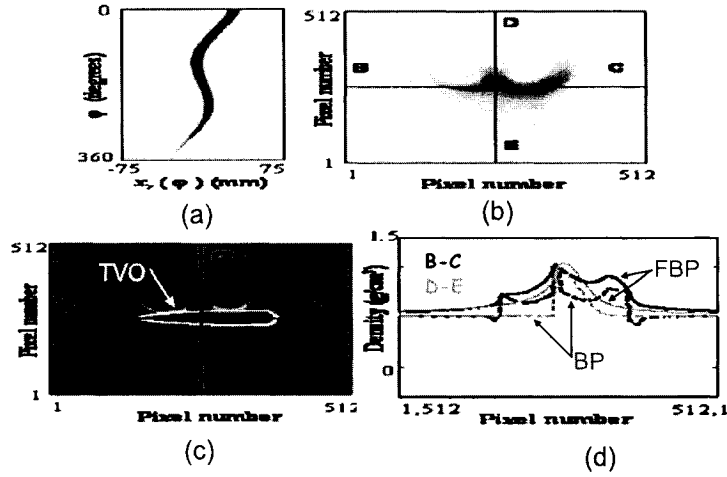 0
φ (degrees)
360
-75
75
x_r (φ) (mm)
(a)
512
Pixel number
1
B
C
D
E
1
Pixel number
512
(b)
512
Pixel number
1
TVO
1
Pixel number
512
(c)
1.5
Density (g/cm³)
0
B-C
D-E
FBP
BP
1,512
Pixel number
512,1
(d)